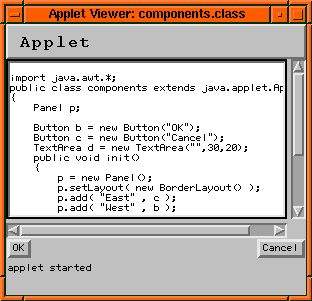 Applet Viewer: components.class
Applet
import java.awt.*;
public class components extends java.applet.Ap
{
Panel p;
Button b = new Button("OK");
Button c = new Button("Cancel");
TextArea d = new TextArea("",30,20);
public void init()
{
p = new Panel();
p.setLayout( new BorderLayout() );
p.add( "East" , c );
p.add( "West" , b );
OK
Cancel
applet started